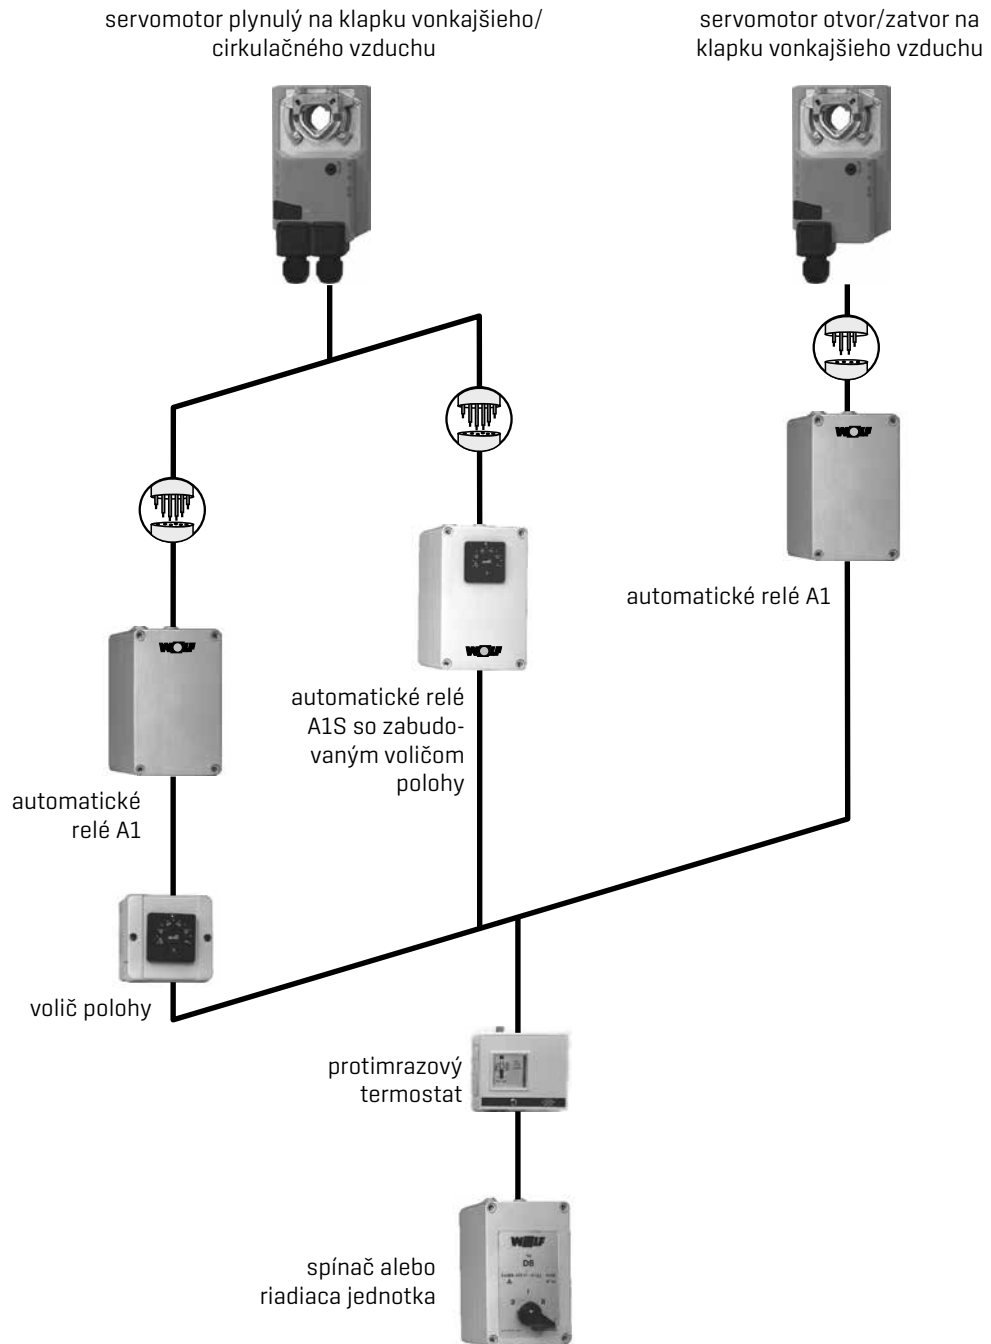 servomotor plynulý na klapku vonkajšieho/
cirkulačného vzduchu
servomotor otvor/zatvor na
klapku vonkajšieho vzduchu
WOLF
automatické relé A1
WOLF
WOLF
automatické relé
A1S so zabudo-
vaným voličom
polohy
automatické
relé A1
volič polohy
protimrazový
termostat
WOLF
D8
spínač alebo
riadiaca jednotka